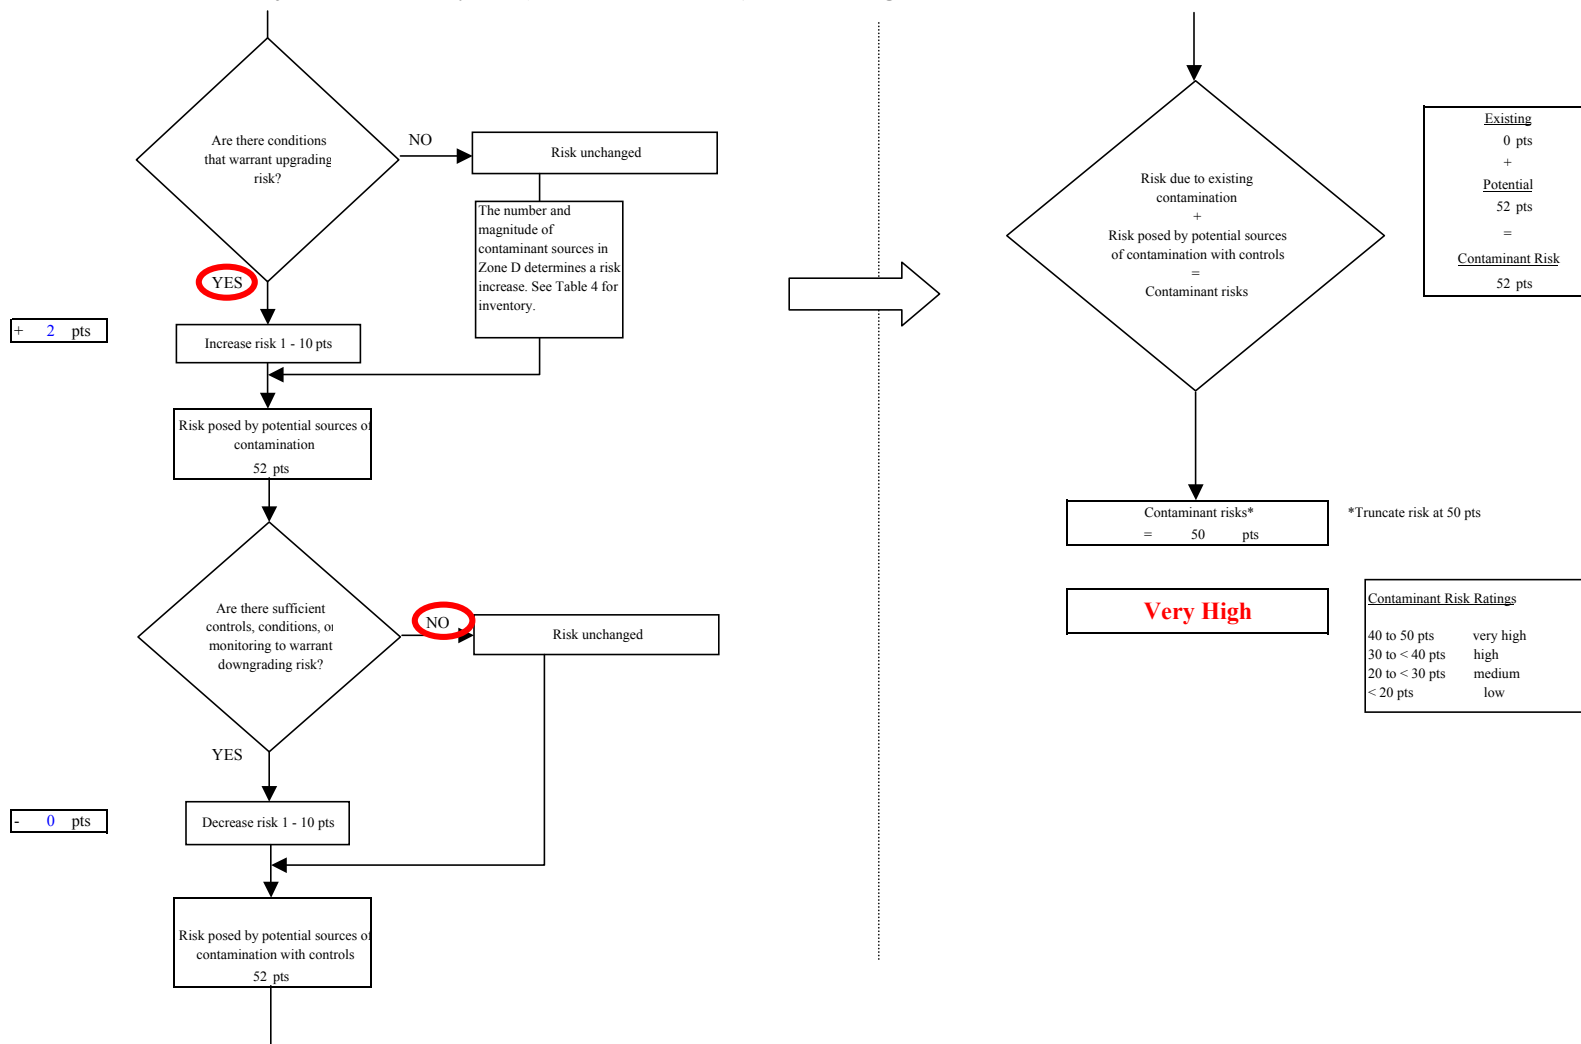 Are there conditions
that warrant upgrading
risk?
NO
Risk unchanged
The number and
magnitude of
contaminant sources in
Zone D determines a risk
increase. See Table 4 for
inventory.
YES
+ 2 pts
Increase risk 1 - 10 pts
Risk posed by potential sources of
contamination
52 pts
Are there sufficient
controls, conditions, or
monitoring to warrant
downgrading risk?
NO
Risk unchanged
YES
- 0 pts
Decrease risk 1 - 10 pts
Risk posed by potential sources of
contamination with controls
52 pts
Risk due to existing
contamination
+
Risk posed by potential sources
of contamination with controls
=
Contaminant risks
Existing
0 pts
+
Potential
52 pts
=
Contaminant Risk
52 pts
Contaminant risks*
= 50 pts
*Truncate risk at 50 pts
Very High
Contaminant Risk Ratings
40 to 50 pts very high
30 to < 40 pts high
20 to < 30 pts medium
< 20 pts low